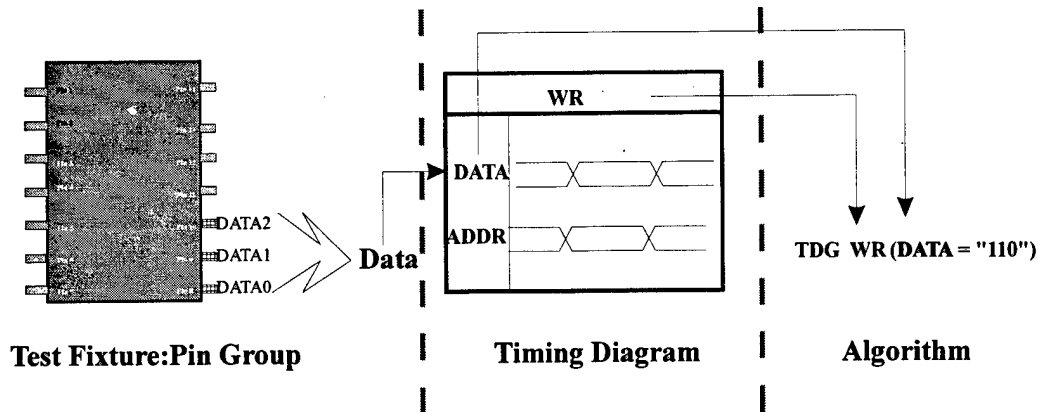 DATA2
DATA1
DATA0
Data
Test Fixture:Pin Group
WR
DATA
ADDR
Timing Diagram
TDG WR (DATA = "110")
Algorithm